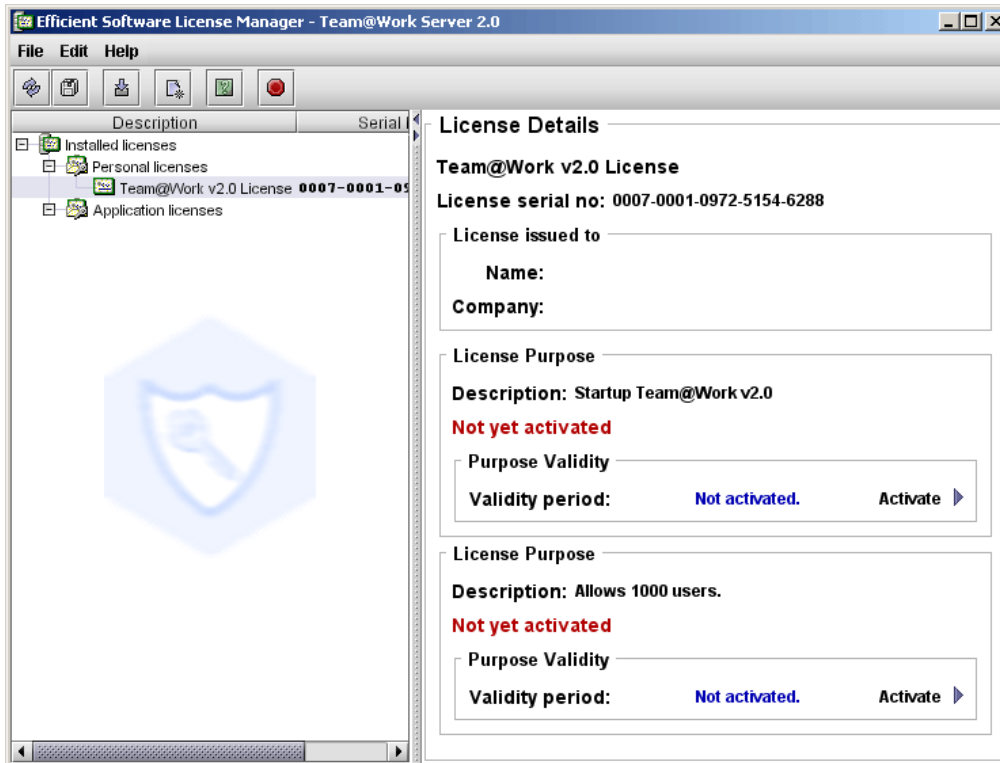 Efficient Software License Manager - Team@Work Server 2.0
File Edit Help
Description Serial
Installed licenses
Personal licenses
Team@Work v2.0 License 0007-0001-09
Application licenses
License Details
Team@Work v2.0 License
License serial no: 0007-0001-0972-5154-6288
License issued to
Name:
Company:
License Purpose
Description: Startup Team@Work v2.0
Not yet activated
Purpose Validity
Validity period: Not activated. Activate
License Purpose
Description: Allows 1000 users.
Not yet activated
Purpose Validity
Validity period: Not activated. Activate